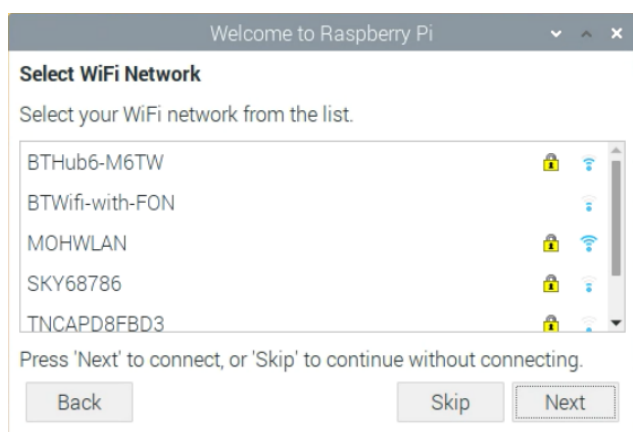 Welcome to Raspberry Pi
Select WiFi Network
Select your WiFi network from the list.
BTHub6-M6TW
BTWifi-with-FON
MOHWLAN
SKY68786
TNCAPD8FBD3
Press 'Next' to connect, or 'Skip' to continue without connecting.
Back Skip Next